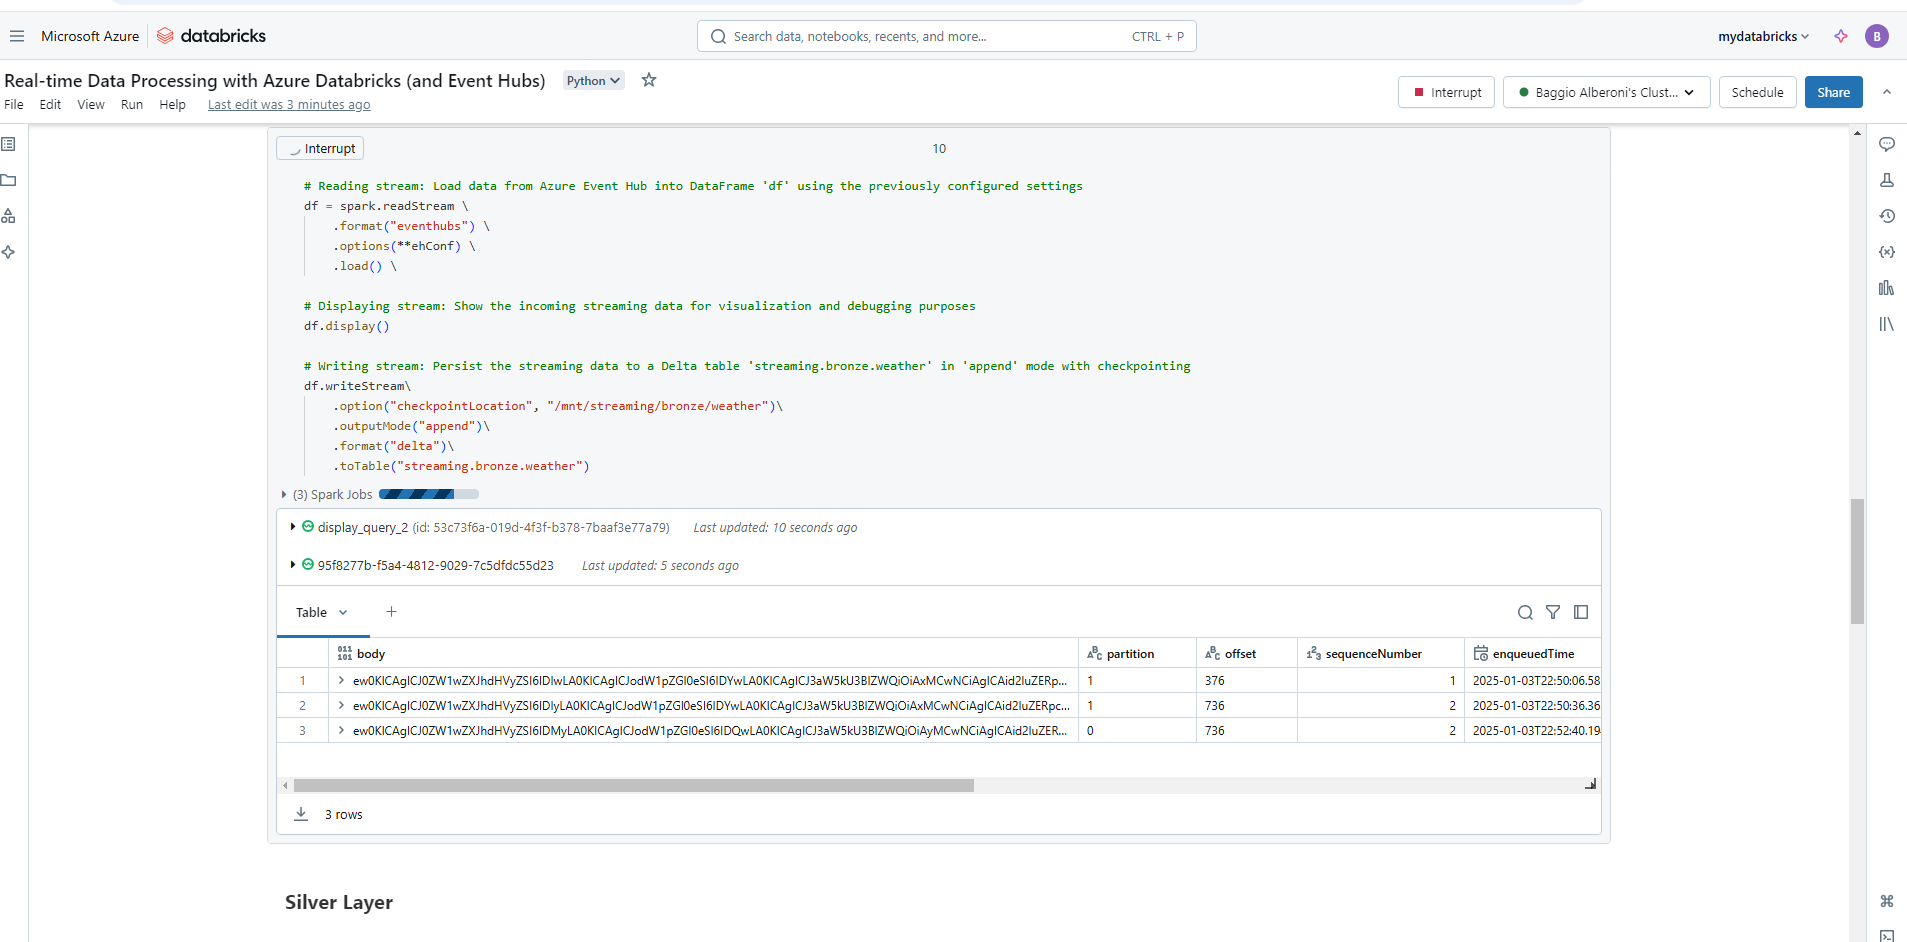 Microsoft Azure databricks Search data, notebooks, recents, and more... CTRL + P mydatabricks B
Real-time Data Processing with Azure Databricks (and Event Hubs) Python
File Edit View Run Help Last edit was 3 minutes ago
Interrupt Baggio Alberoni's Clust... Schedule Share
Interrupt 10
# Reading stream: Load data from Azure Event Hub into DataFrame 'df' using the previously configured settings
df = spark.readStream \
.format("eventhubs") \
.options(**ehConf) \
.load() \
# Displaying stream: Show the incoming streaming data for visualization and debugging purposes
df.display()
# Writing stream: Persist the streaming data to a Delta table 'streaming.bronze.weather' in 'append' mode with checkpointing
df.writeStream\
.option("checkpointLocation", "/mnt/streaming/bronze/weather")\
.outputMode("append")\
.format("delta")\
.toTable("streaming.bronze.weather")
(3) Spark Jobs
display_query_2 (id: 53c73f6a-019d-4f3f-b378-7baaf3e77a79) Last updated: 10 seconds ago
95f8277b-f5a4-4812-9029-7c5dfdc55d23 Last updated: 5 seconds ago
Table
body partition offset sequenceNumber enqueuedTime
1 1 376 1 2025-01-03T22:50:06.58
2 1 736 2 2025-01-03T22:50:36.36
3 0 736 2 2025-01-03T22:52:40.19
3 rows
Silver Layer